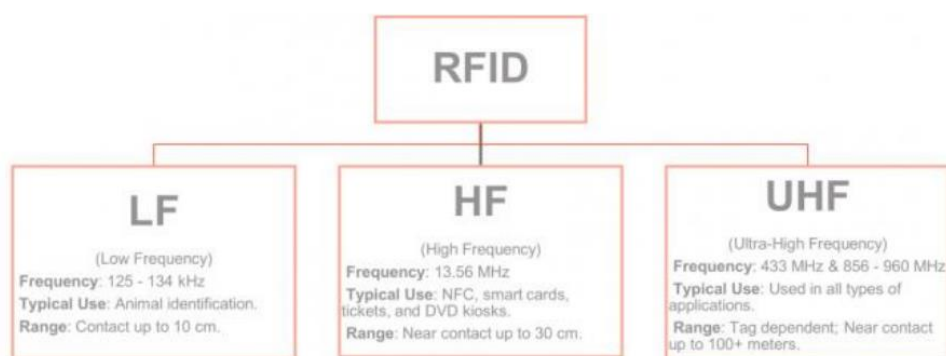 RFID
LF
(Low Frequency)
Frequency: 125 - 134 kHz
Typical Use: Animal identification.
Range: Contact up to 10 cm.
HF
(High Frequency)
Frequency: 13.56 MHz
Typical Use: NFC, smart cards,
tickets, and DVD kiosks.
Range: Near contact up to 30 cm.
UHF
(Ultra-High Frequency)
Frequency: 433 MHz & 856 - 960 MHz
Typical Use: Used in all types of
applications.
Range: Tag dependent; Near contact
up to 100+ meters.